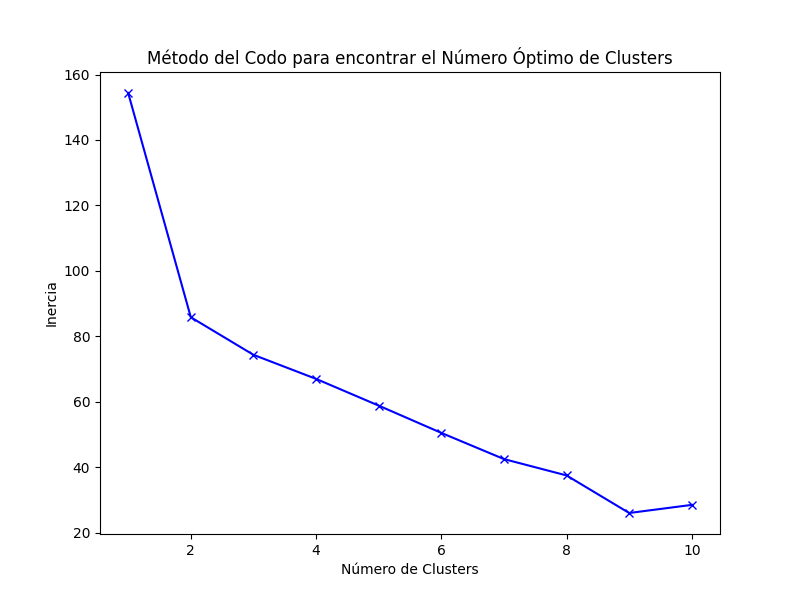 Método del Codo para encontrar el Número Óptimo de Clusters
160
140
120
100
80
60
40
20
Inercia
2 4 6 8 10
Número de Clusters